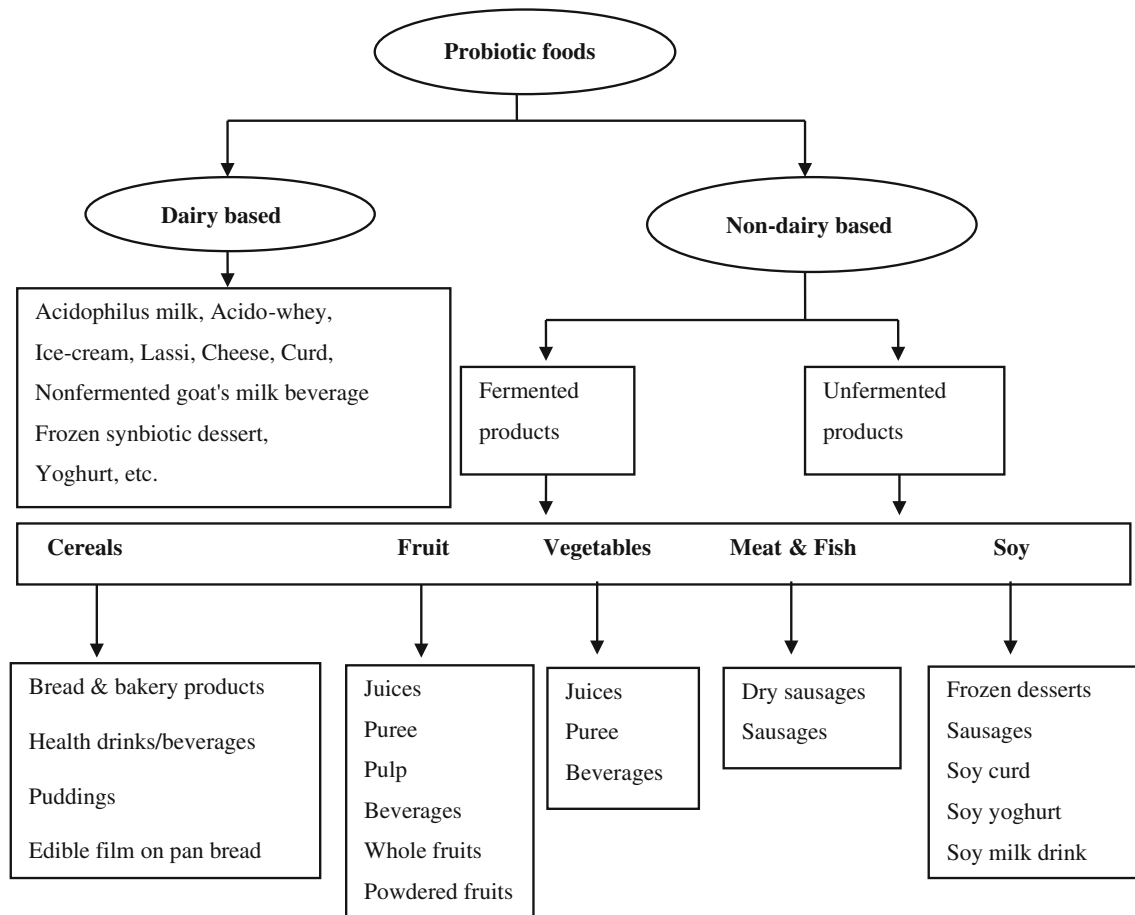 Probiotic foods
Dairy based
Non-dairy based
Acidophilus milk, Acido-whey,
Ice-cream, Lassi, Cheese, Curd,
Nonfermented goat's milk beverage
Frozen synbiotic dessert,
Yoghurt, etc.
Fermented
products
Unfermented
products
Cereals Fruit Vegetables Meat & Fish Soy
Bread & bakery products
Health drinks/beverages
Puddings
Edible film on pan bread
Juices
Puree
Pulp
Beverages
Whole fruits
Powdered fruits
Juices
Puree
Beverages
Dry sausages
Sausages
Frozen desserts
Sausages
Soy curd
Soy yoghurt
Soy milk drink